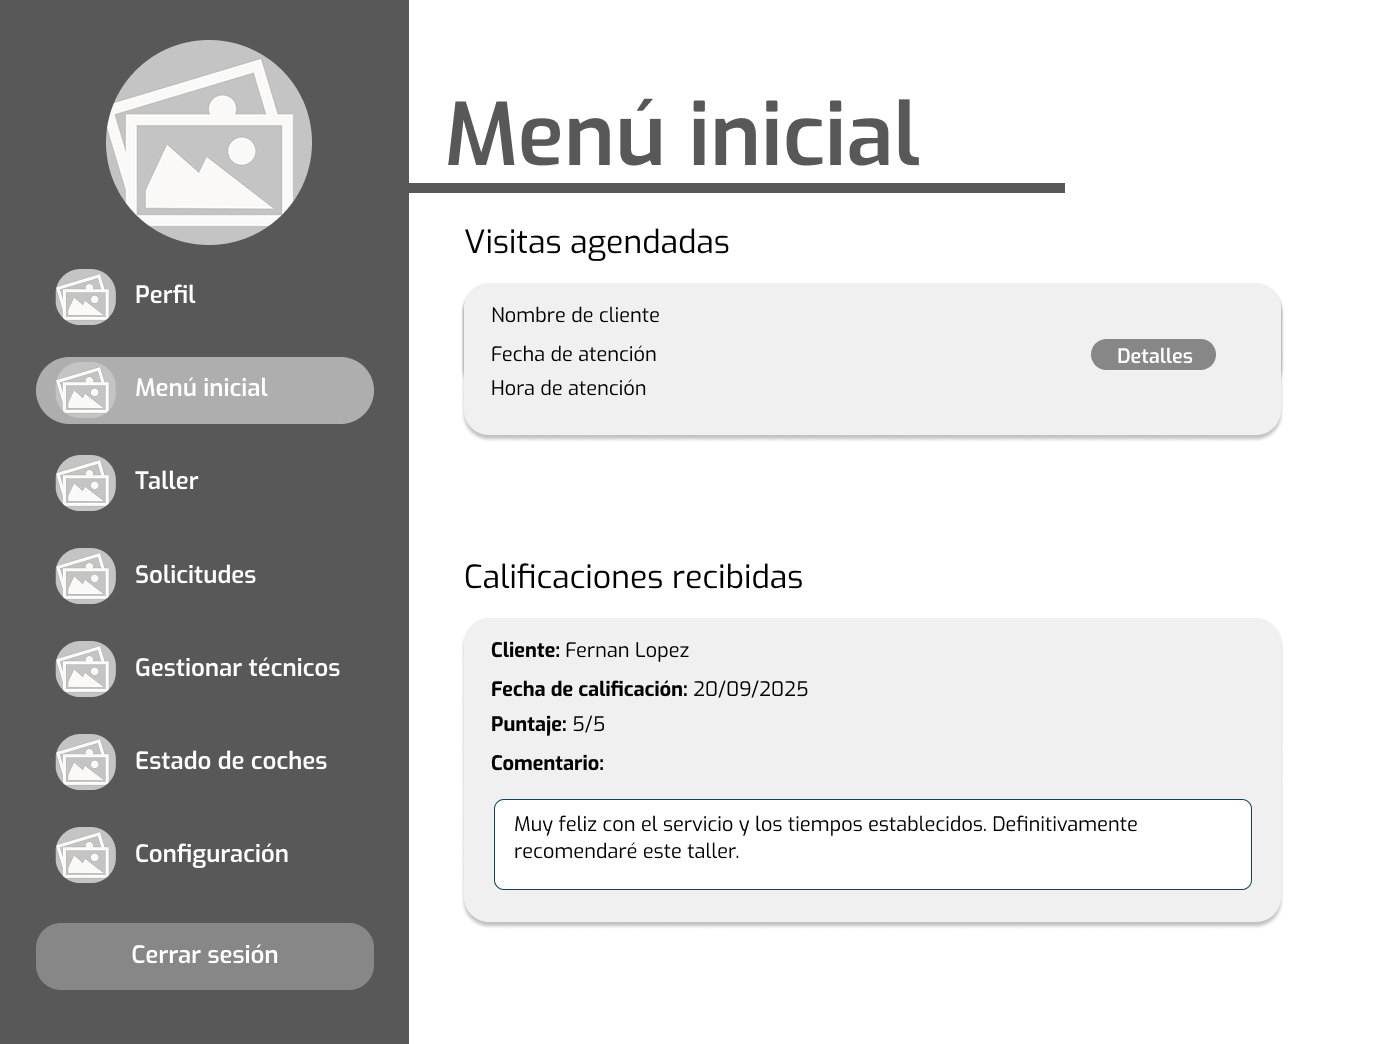 Menú inicial
Perfil
Menú inicial
Taller
Solicitudes
Gestionar técnicos
Estado de coches
Configuración
Cerrar sesión
Visitas agendadas
Nombre de cliente
Fecha de atención
Detalles
Hora de atención
Calificaciones recibidas
Cliente: Fernan Lopez
Fecha de calificación: 20/09/2025
Puntaje: 5/5
Comentario:
Muy feliz con el servicio y los tiempos establecidos. Definitivamente
recomendaré este taller.